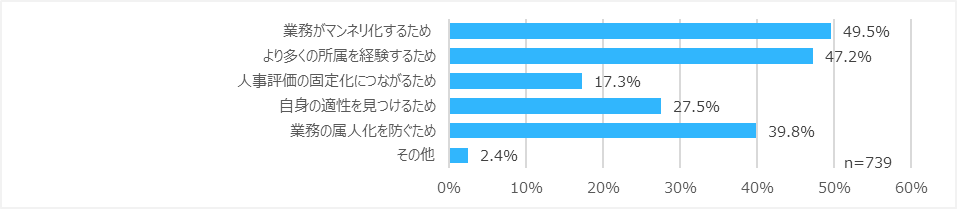 業務がマンネリ化するため 49.5%
より多くの所属を経験するため 47.2%
人事評価の固定化につながるため 17.3%
自身の適性を見つけるため 27.5%
業務の属人化を防ぐため 39.8%
その他 2.4%
n=739
0% 10% 20% 30% 40% 50% 60%